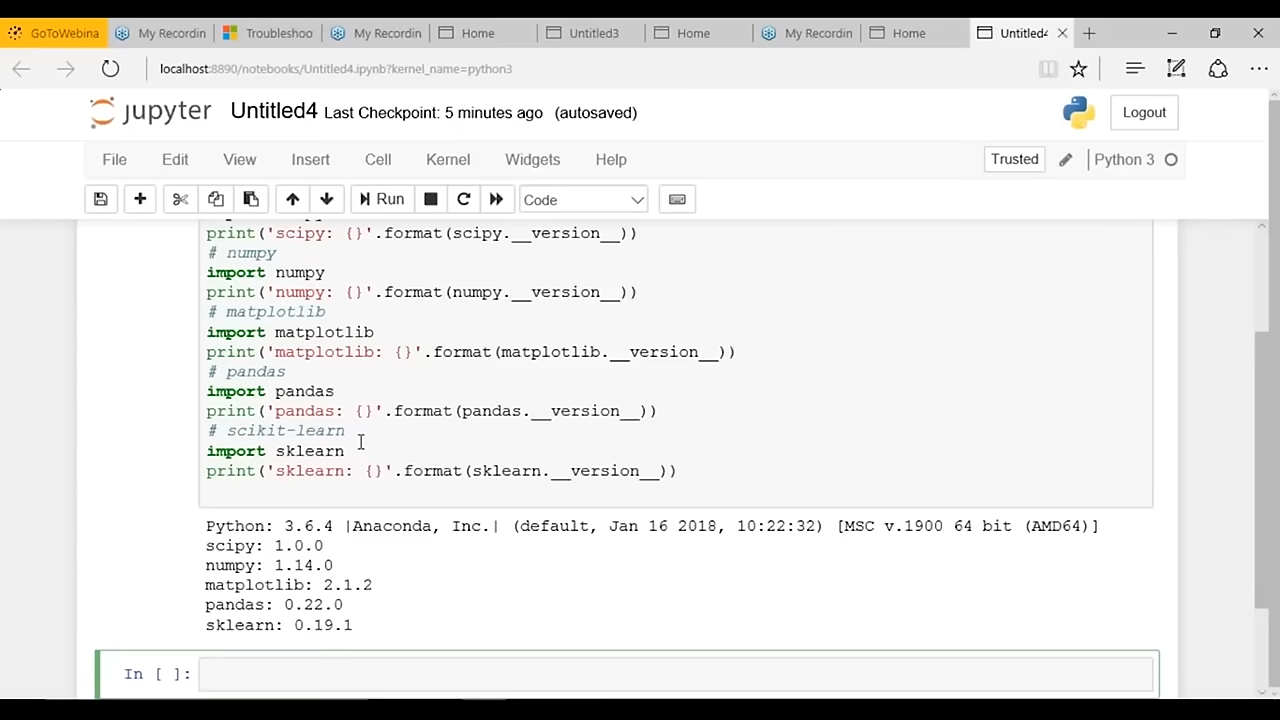 GoToWebina My Recordin Troubleshoo My Recordin Home Untitled3 Home My Recordin Home Untitled4
localhost:8890/notebooks/Untitled4.ipynb?kernel_name=python3
jupyter Untitled4 Last Checkpoint: 5 minutes ago (autosaved) Logout
File Edit View Insert Cell Kernel Widgets Help Trusted Python 3
Run Code
print('scipy: {}'.format(scipy.__version__))
# numpy
import numpy
print('numpy: {}'.format(numpy.__version__))
# matplotlib
import matplotlib
print('matplotlib: {}'.format(matplotlib.__version__))
# pandas
import pandas
print('pandas: {}'.format(pandas.__version__))
# scikit-learn
import sklearn
print('sklearn: {}'.format(sklearn.__version__))
Python: 3.6.4 |Anaconda, Inc.| (default, Jan 16 2018, 10:22:32) [MSC v.1900 64 bit (AMD64)]
scipy: 1.0.0
numpy: 1.14.0
matplotlib: 2.1.2
pandas: 0.22.0
sklearn: 0.19.1
In [ ]: